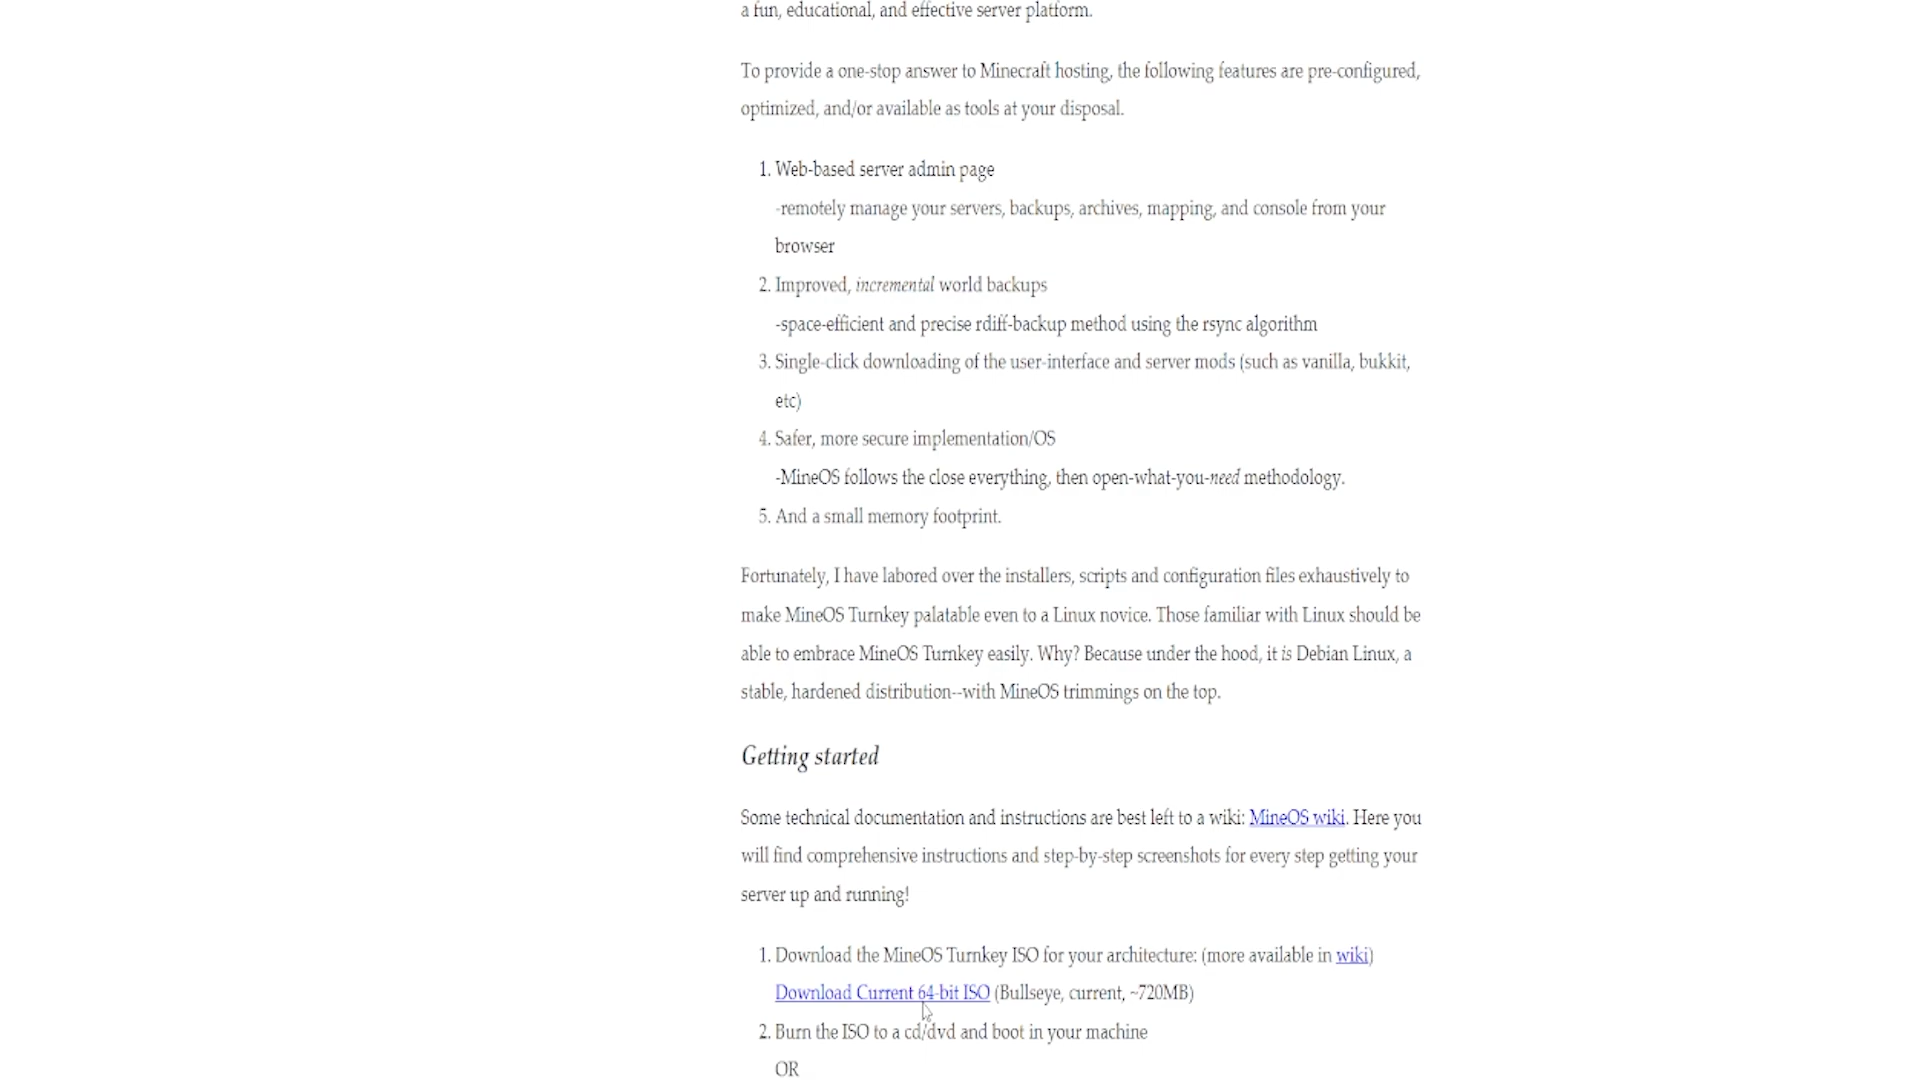 a fun, educational, and effective server platform.
To provide a one-stop answer to Minecraft hosting, the following features are pre-configured,
optimized, and/or available as tools at your disposal.
1. Web-based server admin page
-remotely manage your servers, backups, archives, mapping, and console from your
browser
2. Improved, incremental world backups
-space-efficient and precise rdiff-backup method using the rsync algorithm
3. Single-click downloading of the user-interface and server mods (such as vanilla, bukkit,
etc)
4. Safer, more secure implementation/OS
-MineOS follows the close everything, then open-what-you-need methodology.
5. And a small memory footprint.
Fortunately, I have labored over the installers, scripts and configuration files exhaustively to
make MineOS Turnkey palatable even to a Linux novice. Those familiar with Linux should be
able to embrace MineOS Turnkey easily. Why? Because under the hood, it is Debian Linux, a
stable, hardened distribution--with MineOS trimmings on the top.
Getting started
Some technical documentation and instructions are best left to a wiki: MineOS wiki. Here you
will find comprehensive instructions and step-by-step screenshots for every step getting your
server up and running!
1. Download the MineOS Turnkey ISO for your architecture: (more available in wiki)
Download Current 64-bit ISO (Bullseye, current, ~720MB)
2. Burn the ISO to a cd/dvd and boot in your machine
OR